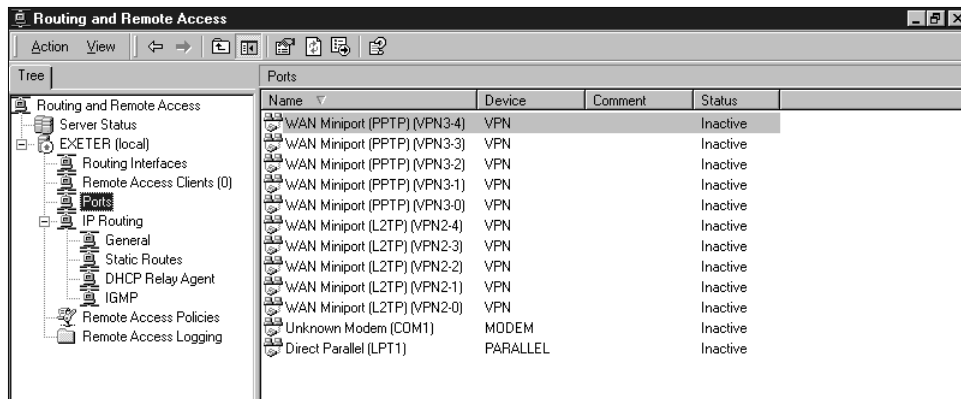 Routing and Remote Access
Action View
Tree
Ports
Routing and Remote Access
Server Status
EXETER (local)
Routing Interfaces
Remote Access Clients (0)
Ports
IP Routing
General
Static Routes
DHCP Relay Agent
IGMP
Remote Access Policies
Remote Access Logging
Name Device Comment Status
WAN Miniport (PPTP) (VPN3-4) VPN Inactive
WAN Miniport (PPTP) (VPN3-3) VPN Inactive
WAN Miniport (PPTP) (VPN3-2) VPN Inactive
WAN Miniport (PPTP) (VPN3-1) VPN Inactive
WAN Miniport (PPTP) (VPN3-0) VPN Inactive
WAN Miniport (L2TP) (VPN2-4) VPN Inactive
WAN Miniport (L2TP) (VPN2-3) VPN Inactive
WAN Miniport (L2TP) (VPN2-2) VPN Inactive
WAN Miniport (L2TP) (VPN2-1) VPN Inactive
WAN Miniport (L2TP) (VPN2-0) VPN Inactive
Unknown Modem (COM1) MODEM Inactive
Direct Parallel (LPT1) PARALLEL Inactive